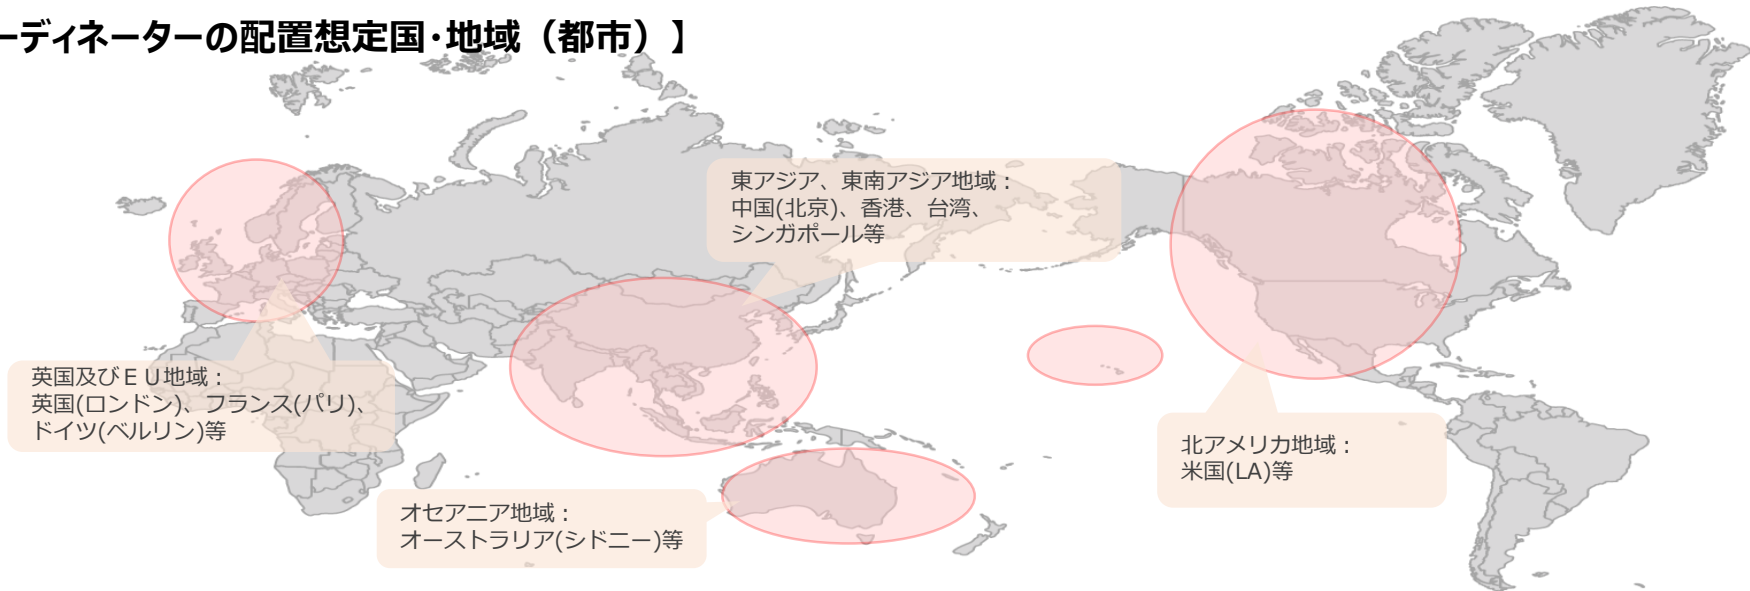 ーディネーターの配置想定国・地域（都市）】
東アジア、東南アジア地域：
中国(北京)、香港、台湾、
シンガポール等
英国及びＥＵ地域：
英国(ロンドン)、フランス(パリ)、
ドイツ(ベルリン)等
北アメリカ地域：
米国(LA)等
オセアニア地域：
オーストラリア(シドニー)等